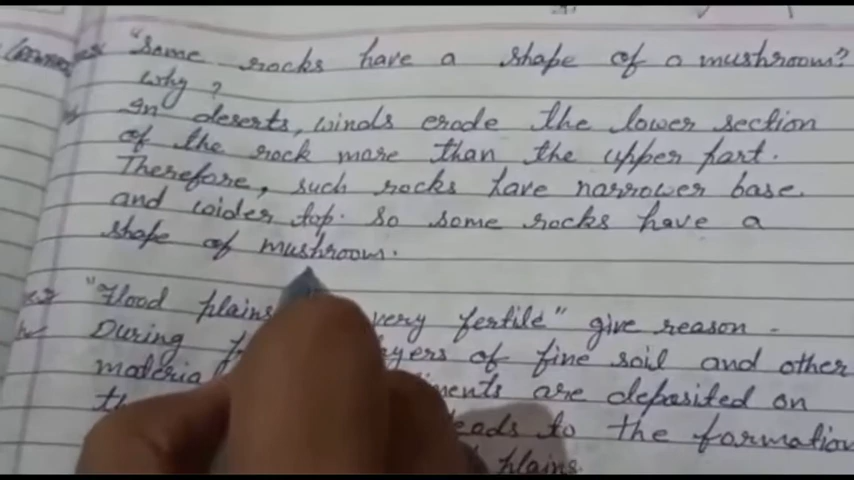 "Some rocks have a shape of a mushroom?
why?
In deserts, winds erode the lower section
of the rock more than the upper part.
Therefore, such rocks have narrower base
and wider top. So some rocks have a
shape of mushroom.
"Flood plains very fertile" give reason -
During layers of fine soil and other
materia sediments are deposited on
leads to the formation
plains